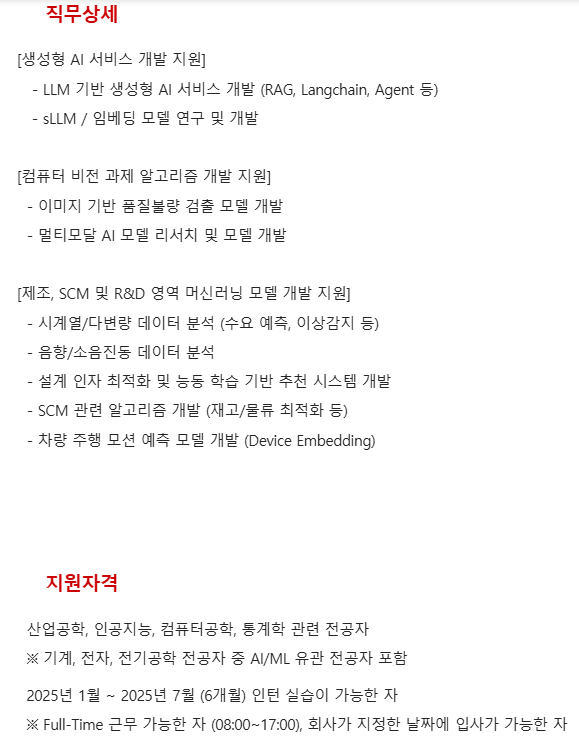 직무상세
[생성형 AI 서비스 개발 지원]
- LLM 기반 생성형 AI 서비스 개발 (RAG, Langchain, Agent 등)
- sLLM / 임베딩 모델 연구 및 개발
[컴퓨터 비전 과제 알고리즘 개발 지원]
- 이미지 기반 품질불량 검출 모델 개발
- 멀티모달 AI 모델 리서치 및 모델 개발
[제조, SCM 및 R&D 영역 머신러닝 모델 개발 지원]
- 시계열/다변량 데이터 분석 (수요 예측, 이상감지 등)
- 음향/소음진동 데이터 분석
- 설계 인자 최적화 및 능동 학습 기반 추천 시스템 개발
- SCM 관련 알고리즘 개발 (재고/물류 최적화 등)
- 차량 주행 모션 예측 모델 개발 (Device Embedding)
지원자격
산업공학, 인공지능, 컴퓨터공학, 통계학 관련 전공자
※ 기계, 전자, 전기공학 전공자 중 AI/ML 유관 전공자 포함
2025년 1월 ~ 2025년 7월 (6개월) 인턴 실습이 가능한 자
※ Full-Time 근무 가능한 자 (08:00~17:00), 회사가 지정한 날짜에 입사가 가능한 자